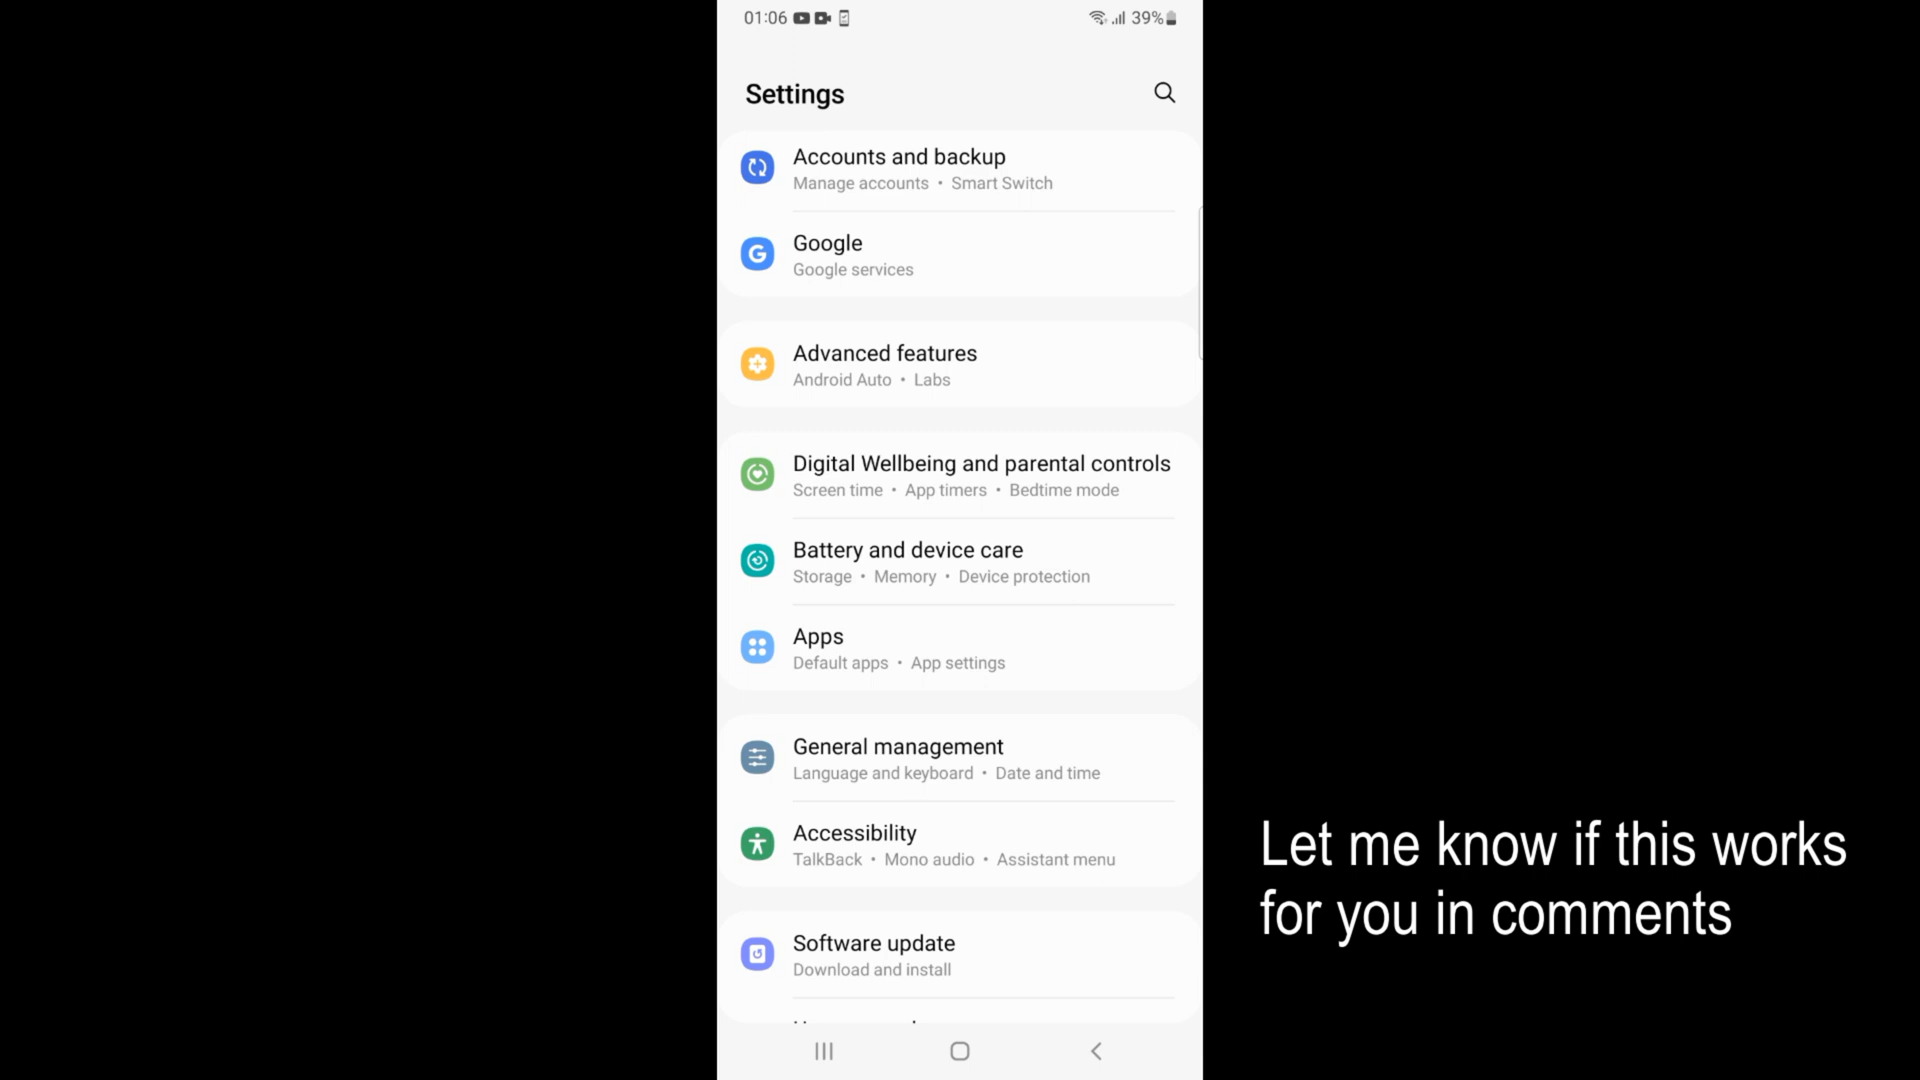 01:06 39%
Settings
Accounts and backup
Manage accounts • Smart Switch
Google
Google services
Advanced features
Android Auto • Labs
Digital Wellbeing and parental controls
Screen time • App timers • Bedtime mode
Battery and device care
Storage • Memory • Device protection
Apps
Default apps • App settings
General management
Language and keyboard • Date and time
Accessibility
TalkBack • Mono audio • Assistant menu
Software update
Download and install
Let me know if this works
for you in comments